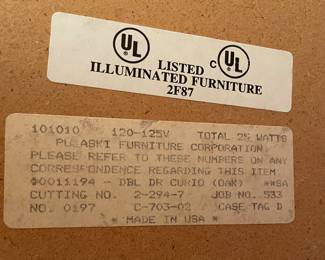 UL LISTED C UL
ILLUMINATED FURNITURE
2F87
101010 120-125V TOTAL 25 WATTS
PULASKI FURNITURE CORPORATION
PLEASE REFER TO THESE NUMBERS ON ANY
CORRESPONDENCE REGARDING THIS ITEM
@0011194 - DBL DR CURIO (OAK) **SA
CUTTING NO. 2-294-7 JOB NO. 533
NO. 0197 C-703-02 CASE TAG D
* MADE IN USA *